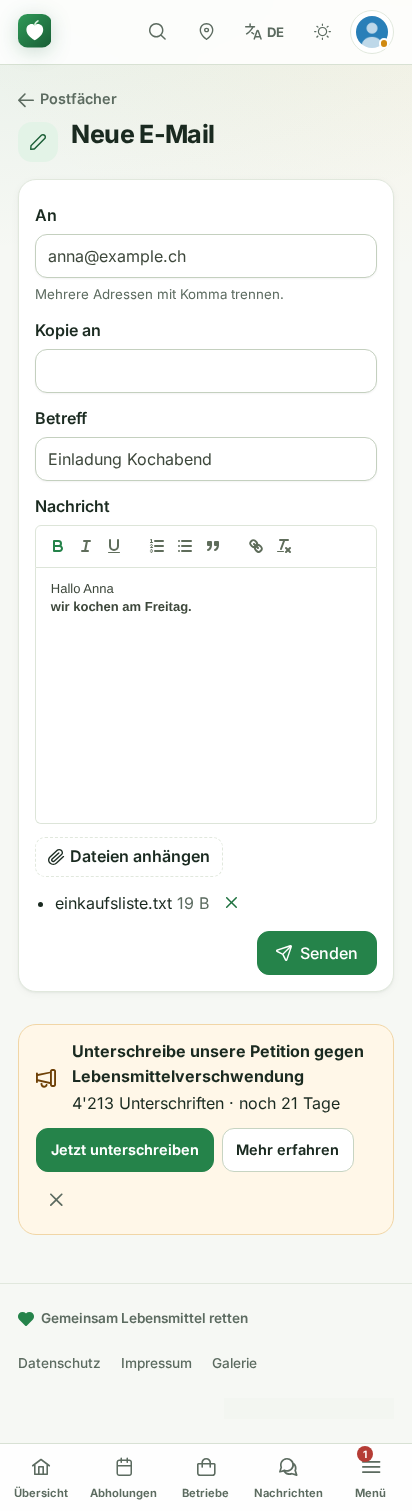 DE
Postfächer
Neue E-Mail
An
anna@example.ch
Mehrere Adressen mit Komma trennen.
Kopie an
Betreff
Einladung Kochabend
Nachricht
Hallo Anna
wir kochen am Freitag.
Dateien anhängen
einkaufsliste.txt 19 B
Senden
Unterschreibe unsere Petition gegen
Lebensmittelverschwendung
4'213 Unterschriften · noch 21 Tage
Jetzt unterschreiben Mehr erfahren
Gemeinsam Lebensmittel retten
Datenschutz Impressum Galerie
1
Übersicht Abholungen Betriebe Nachrichten Menü